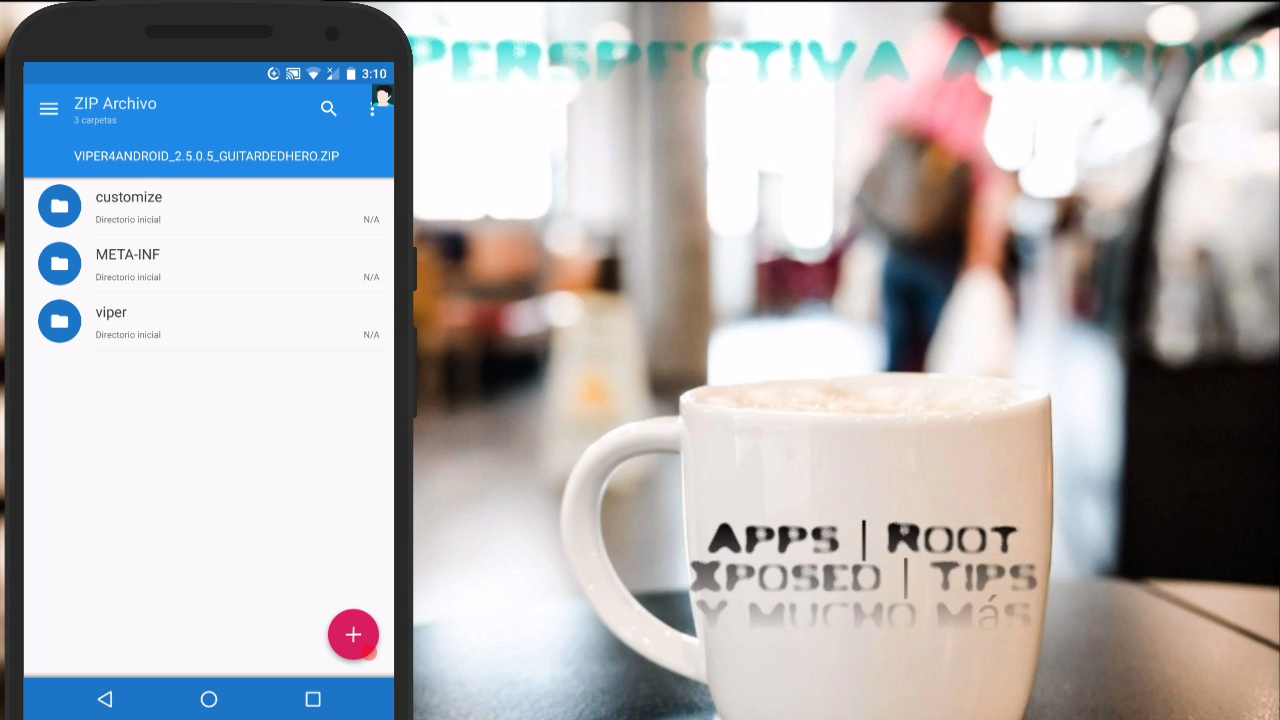 3:10
ZIP Archivo
3 carpetas
VIPER4ANDROID_2.5.0.5_GUITARDEDHERO.ZIP
customize
Directorio inicial
N/A
META-INF
Directorio inicial
N/A
viper
Directorio inicial
N/A
PERSPECTIVA ANDROID
APPS | ROOT
XPOSED | TIPS
Y MUCHO MáS